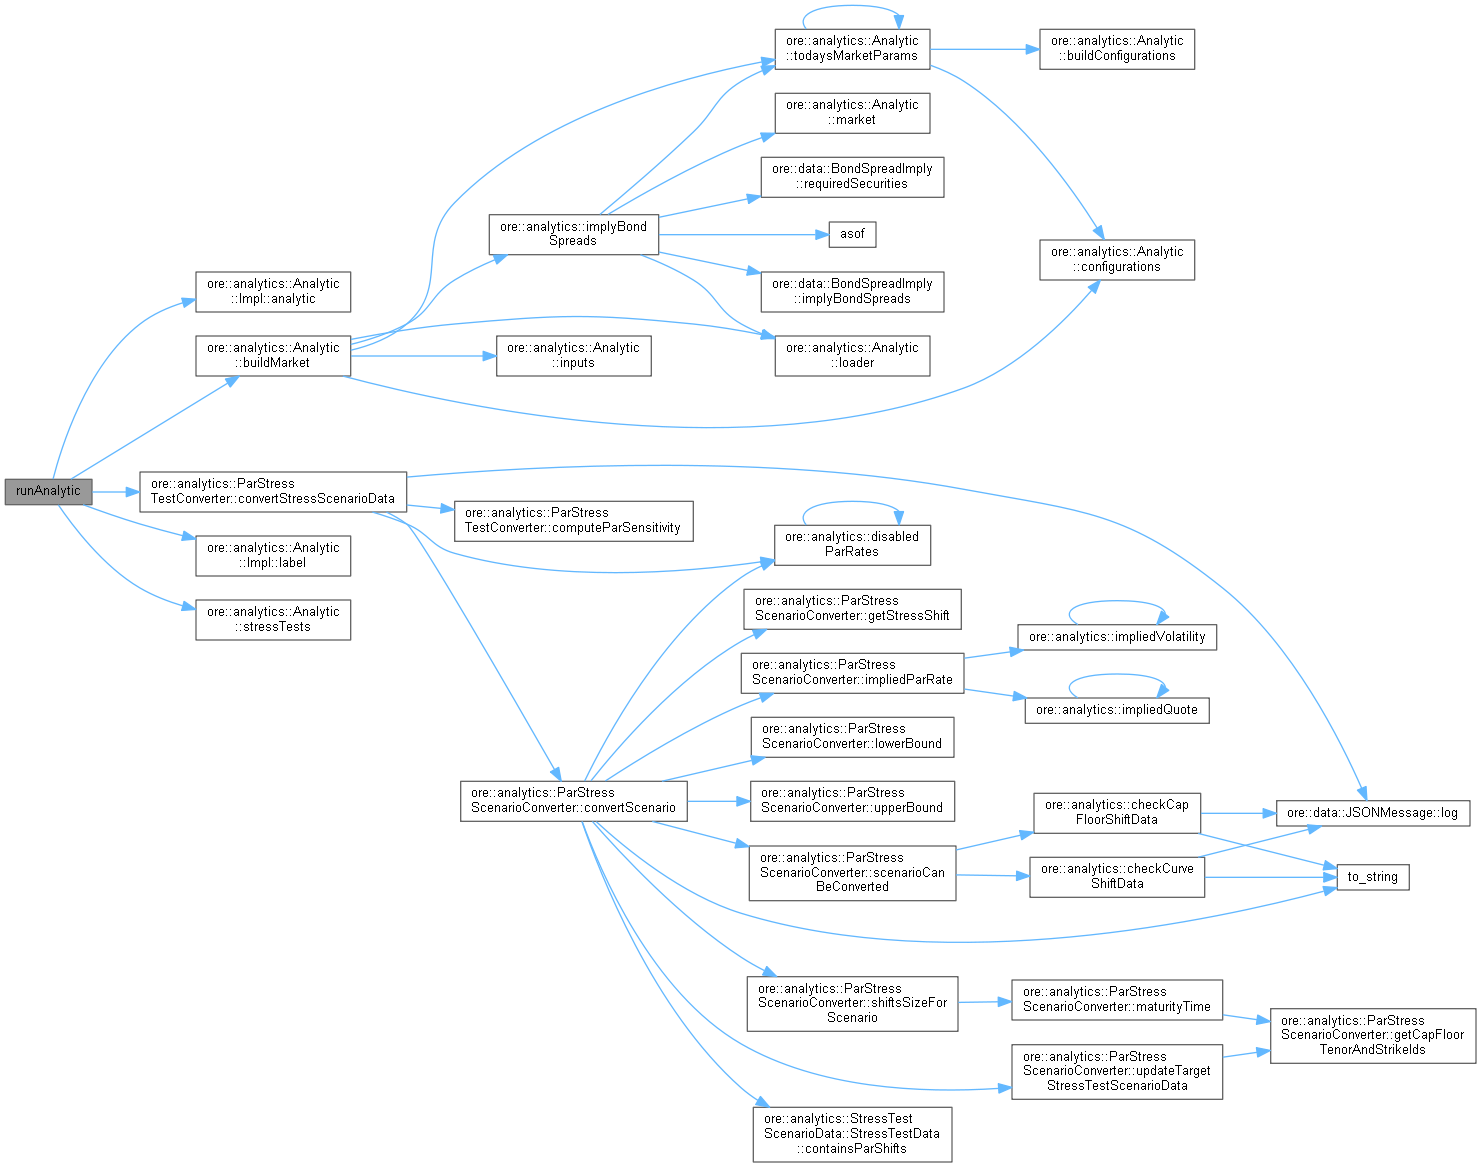 ore::analytics::Analytic
::todaysMarketParams
ore::analytics::Analytic
::buildConfigurations
ore::analytics::Analytic
::market
ore::data::BondSpreadImply
::requiredSecurities
ore::analytics::implyBond
Spreads
asof
ore::analytics::Analytic
::configurations
ore::data::BondSpreadImply
::implyBondSpreads
ore::analytics::Analytic
::Impl::analytic
ore::analytics::Analytic
::buildMarket
ore::analytics::Analytic
::inputs
ore::analytics::Analytic
::loader
runAnalytic
ore::analytics::ParStress
TestConverter::convertStressScenarioData
ore::analytics::ParStress
TestConverter::computeParSensitivity
ore::analytics::Analytic
::Impl::label
ore::analytics::disabled
ParRates
ore::analytics::Analytic
::stressTests
ore::analytics::ParStress
ScenarioConverter::getStressShift
ore::analytics::impliedVolatility
ore::analytics::ParStress
ScenarioConverter::impliedParRate
ore::analytics::impliedQuote
ore::analytics::ParStress
ScenarioConverter::lowerBound
ore::analytics::ParStress
ScenarioConverter::convertScenario
ore::analytics::ParStress
ScenarioConverter::upperBound
ore::analytics::checkCap
FloorShiftData
ore::data::JSONMessage::log
ore::analytics::ParStress
ScenarioConverter::scenarioCan
BeConverted
ore::analytics::checkCurve
ShiftData
to_string
ore::analytics::ParStress
ScenarioConverter::shiftsSizeFor
Scenario
ore::analytics::ParStress
ScenarioConverter::maturityTime
ore::analytics::ParStress
ScenarioConverter::getCapFloor
TenorAndStrikeIds
ore::analytics::ParStress
ScenarioConverter::updateTarget
StressTestScenarioData
ore::analytics::StressTest
ScenarioData::StressTestData
::containsParShifts